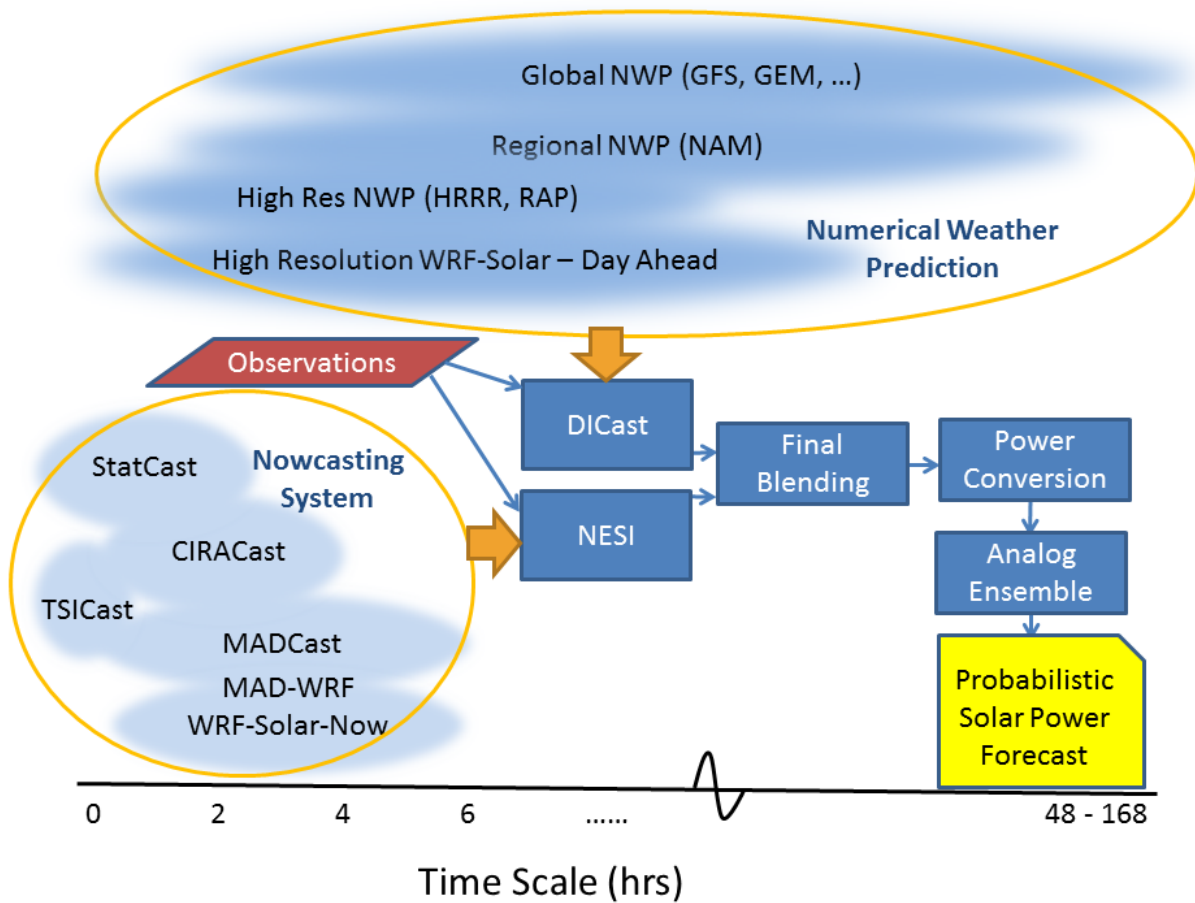 Global NWP (GFS, GEM, ...)
Regional NWP (NAM)
High Res NWP (HRRR, RAP)
High Resolution WRF-Solar – Day Ahead
Numerical Weather
Prediction
Observations
DICast
NESI
Final
Blending
Power
Conversion
Analog
Ensemble
Probabilistic
Solar Power
Forecast
Nowcasting
System
StatCast
CIRACast
TSICast
MADCast
MAD-WRF
WRF-Solar-Now
0 2 4 6 ...... 48 - 168
Time Scale (hrs)